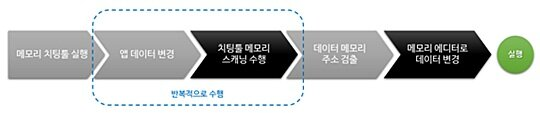 메모리 치팅툴 실행
앱 데이터 변경
치팅툴 메모리
스캐닝 수행
데이터 메모리
주소 검출
메모리 에디터로
데이터 변경
실행
반복적으로 수행